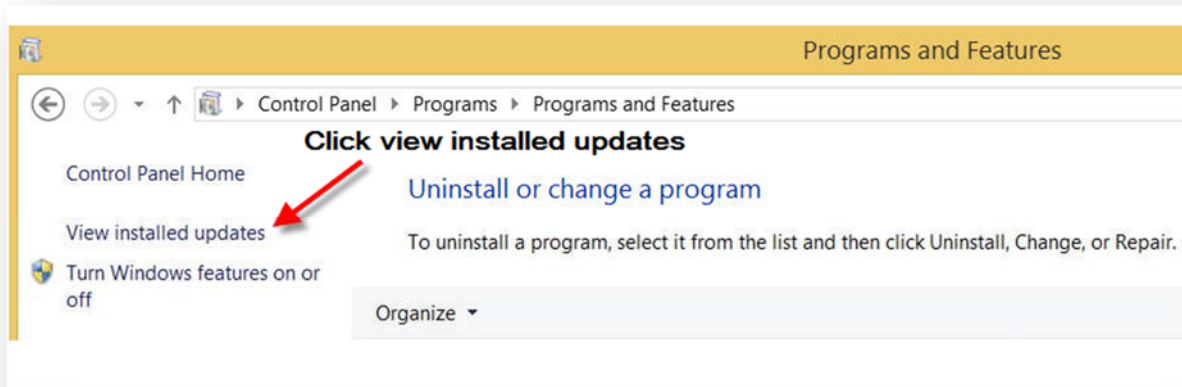 Programs and Features
Control Panel Programs Programs and Features
Click view installed updates
Control Panel Home
Uninstall or change a program
View installed updates
To uninstall a program, select it from the list and then click Uninstall, Change, or Repair.
Turn Windows features on or
off
Organize